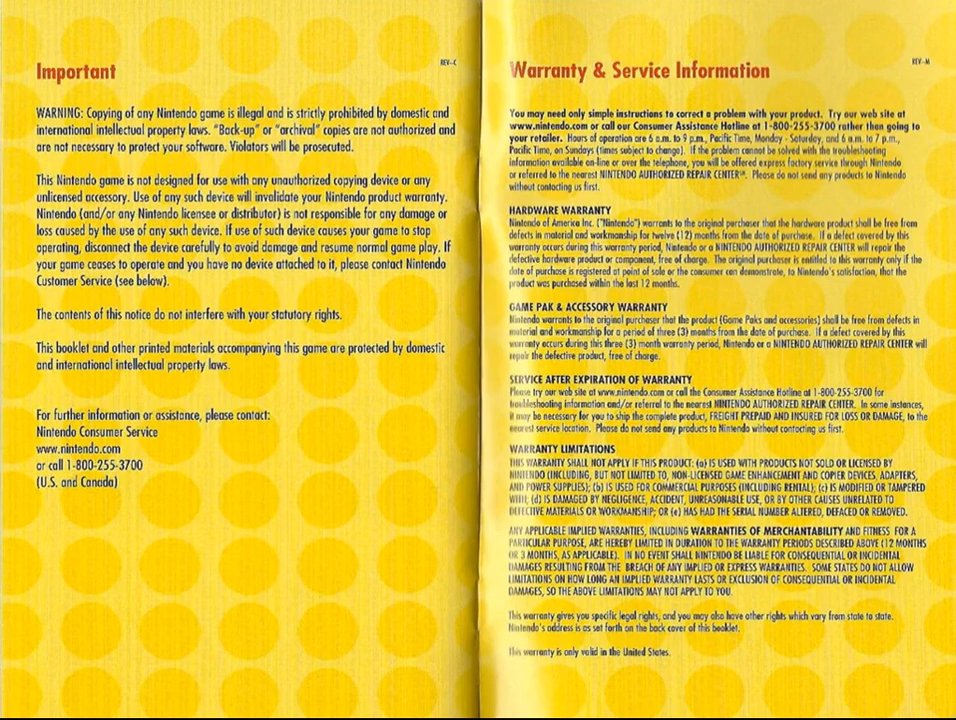 Important
REV–C
WARNING: Copying of any Nintendo game is illegal and is strictly prohibited by domestic and
international intellectual property laws. "Back-up" or "archival" copies are not authorized and
are not necessary to protect your software. Violators will be prosecuted.
This Nintendo game is not designed for use with any unauthorized copying device or any
unlicensed accessory. Use of any such device will invalidate your Nintendo product warranty.
Nintendo (and/or any Nintendo licensee or distributor) is not responsible for any damage or
loss caused by the use of any such device. If use of such device causes your game to stop
operating, disconnect the device carefully to avoid damage and resume normal game play. If
your game ceases to operate and you have no device attached to it, please contact Nintendo
Customer Service (see below).
The contents of this notice do not interfere with your statutory rights.
This booklet and other printed materials accompanying this game are protected by domestic
and international intellectual property laws.
For further information or assistance, please contact:
Nintendo Consumer Service
www.nintendo.com
or call 1-800-255-3700
(U.S. and Canada)
Warranty & Service Information
REV–M
You may need only simple instructions to correct a problem with your product. Try our web site at
www.nintendo.com or call our Consumer Assistance Hotline at 1-800-255-3700 rather than going to
your retailer. Hours of operation are 6 a.m. to 9 p.m., Pacific Time, Monday - Saturday, and 6 a.m. to 7 p.m.,
Pacific Time, on Sundays (times subject to change). If the problem cannot be solved with the troubleshooting
information available on-line or over the telephone, you will be offered express factory service through Nintendo
or referred to the nearest NINTENDO AUTHORIZED REPAIR CENTER℠. Please do not send any products to Nintendo
without contacting us first.
HARDWARE WARRANTY
Nintendo of America Inc. ("Nintendo") warrants to the original purchaser that the hardware product shall be free from
defects in material and workmanship for twelve (12) months from the date of purchase. If a defect covered by this
warranty occurs during this warranty period, Nintendo or a NINTENDO AUTHORIZED REPAIR CENTER will repair the
defective hardware product or component, free of charge. The original purchaser is entitled to this warranty only if the
date of purchase is registered at point of sale or the consumer can demonstrate, to Nintendo's satisfaction, that the
product was purchased within the last 12 months.
GAME PAK & ACCESSORY WARRANTY
Nintendo warrants to the original purchaser that the product (Game Paks and accessories) shall be free from defects in
material and workmanship for a period of three (3) months from the date of purchase. If a defect covered by this
warranty occurs during this three (3) month warranty period, Nintendo or a NINTENDO AUTHORIZED REPAIR CENTER will
repair the defective product, free of charge.
SERVICE AFTER EXPIRATION OF WARRANTY
Please try our web site at www.nintendo.com or call the Consumer Assistance Hotline at 1-800-255-3700 for
troubleshooting information and/or referral to the nearest NINTENDO AUTHORIZED REPAIR CENTER. In some instances,
it may be necessary for you to ship the complete product, FREIGHT PREPAID AND INSURED FOR LOSS OR DAMAGE, to the
nearest service location. Please do not send any products to Nintendo without contacting us first.
WARRANTY LIMITATIONS
THIS WARRANTY SHALL NOT APPLY IF THIS PRODUCT: (a) IS USED WITH PRODUCTS NOT SOLD OR LICENSED BY
NINTENDO (INCLUDING, BUT NOT LIMITED TO, NON-LICENSED GAME ENHANCEMENT AND COPIER DEVICES, ADAPTERS,
AND POWER SUPPLIES); (b) IS USED FOR COMMERCIAL PURPOSES (INCLUDING RENTAL); (c) IS MODIFIED OR TAMPERED
WITH; (d) IS DAMAGED BY NEGLIGENCE, ACCIDENT, UNREASONABLE USE, OR BY OTHER CAUSES UNRELATED TO
DEFECTIVE MATERIALS OR WORKMANSHIP; OR (e) HAS HAD THE SERIAL NUMBER ALTERED, DEFACED OR REMOVED.
ANY APPLICABLE IMPLIED WARRANTIES, INCLUDING WARRANTIES OF MERCHANTABILITY AND FITNESS FOR A
PARTICULAR PURPOSE, ARE HEREBY LIMITED IN DURATION TO THE WARRANTY PERIODS DESCRIBED ABOVE (12 MONTHS
OR 3 MONTHS, AS APPLICABLE). IN NO EVENT SHALL NINTENDO BE LIABLE FOR CONSEQUENTIAL OR INCIDENTAL
DAMAGES RESULTING FROM THE BREACH OF ANY IMPLIED OR EXPRESS WARRANTIES. SOME STATES DO NOT ALLOW
LIMITATIONS ON HOW LONG AN IMPLIED WARRANTY LASTS OR EXCLUSION OF CONSEQUENTIAL OR INCIDENTAL
DAMAGES, SO THE ABOVE LIMITATIONS MAY NOT APPLY TO YOU.
This warranty gives you specific legal rights, and you may also have other rights which vary from state to state.
Nintendo's address is as set forth on the back cover of this booklet.
This warranty is only valid in the United States.